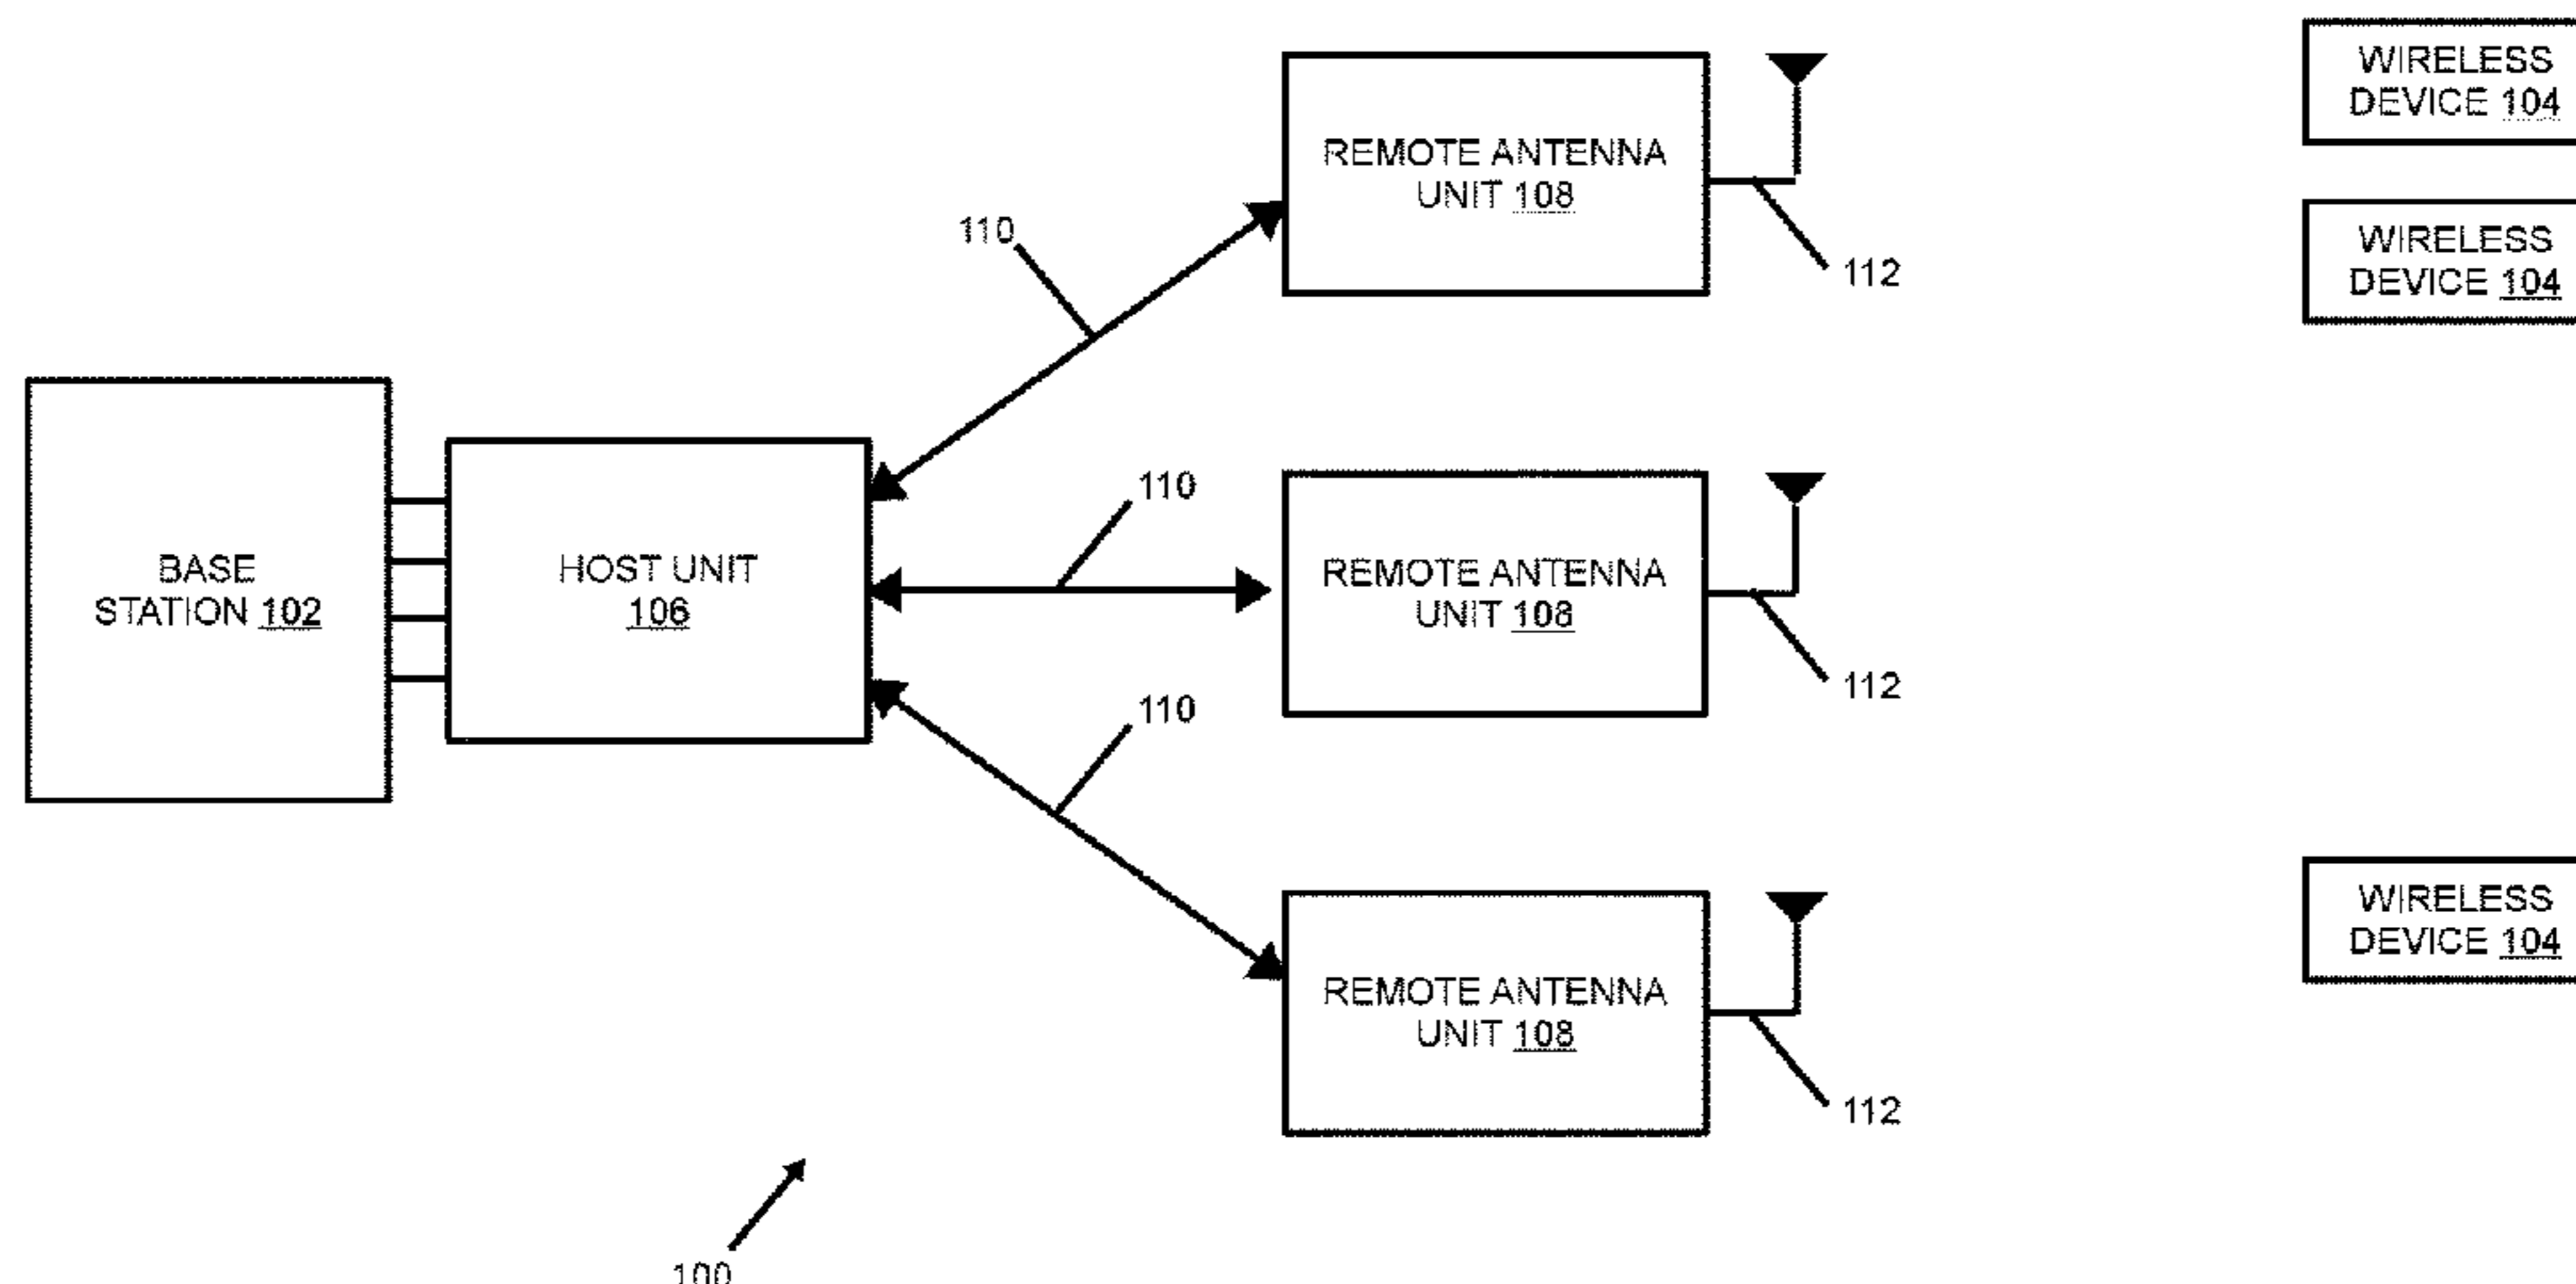 WIRELESS
DEVICE 104
REMOTE ANTENNA
UNIT 108
110
112
WIRELESS
DEVICE 104
BASE
STATION 102
HOST UNIT
106
110
REMOTE ANTENNA
UNIT 108
112
110
WIRELESS
DEVICE 104
REMOTE ANTENNA
UNIT 108
112
100